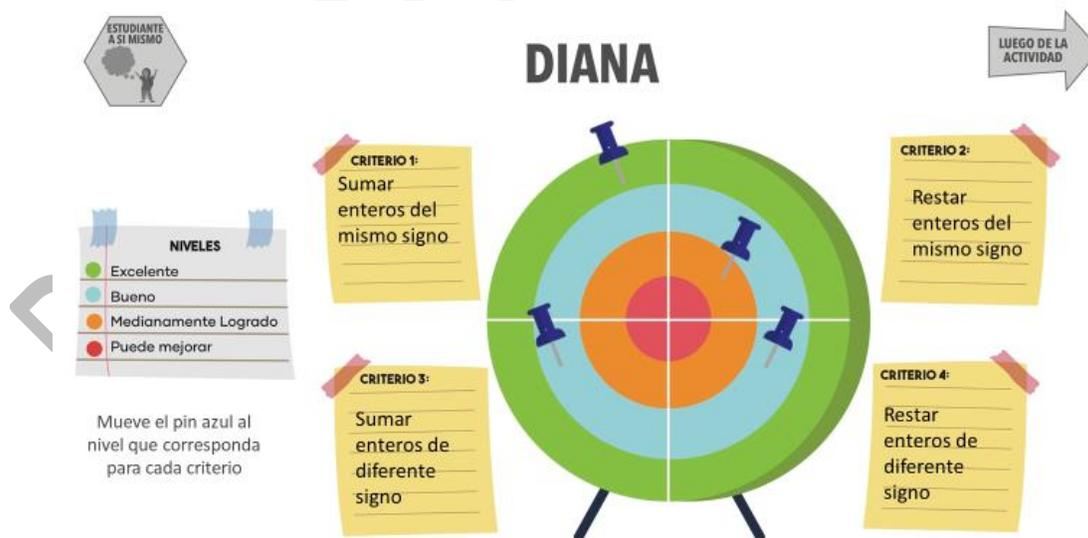 ESTUDIANTE
A SI MISMO
DIANA
LUEGO DE LA
ACTIVIDAD
CRITERIO 1:
Sumar
enteros del
mismo signo
CRITERIO 2:
Restar
enteros del
mismo signo
NIVELES
Excelente
Bueno
Medianamente Logrado
Puede mejorar
Mueve el pin azul al
nivel que corresponda
para cada criterio
CRITERIO 3:
Sumar
enteros de
diferente
signo
CRITERIO 4:
Restar
enteros de
diferente
signo